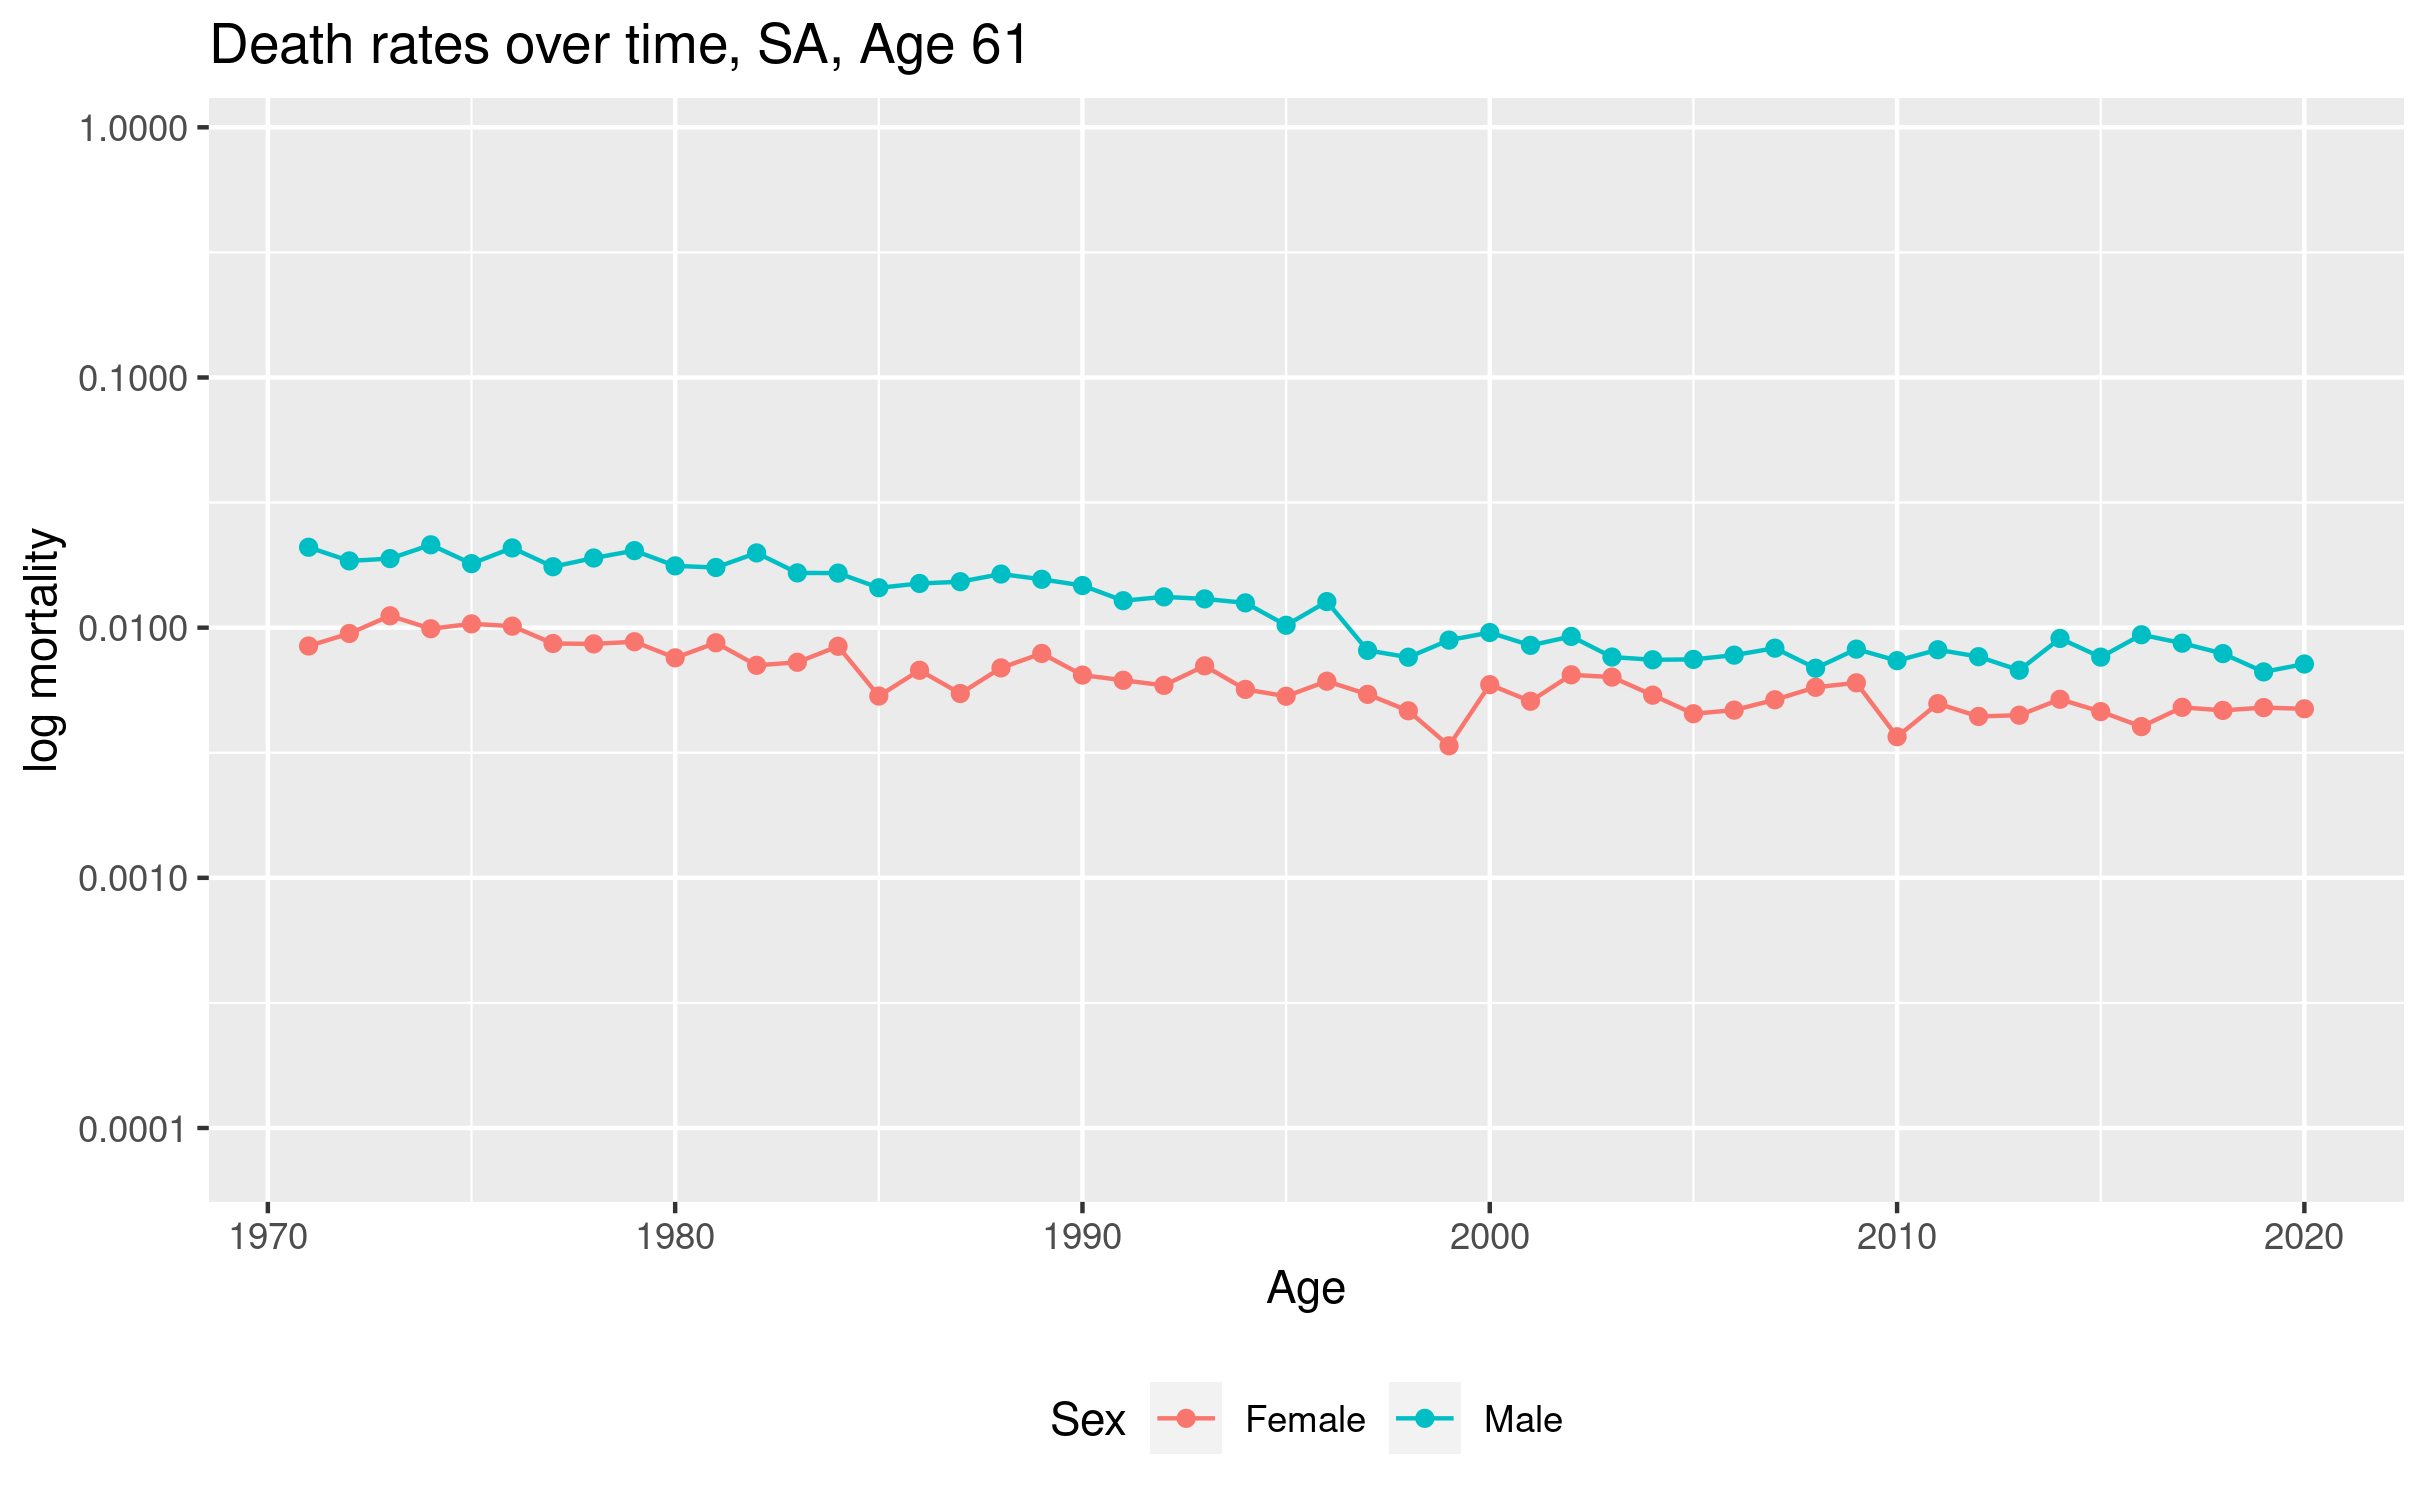 Death rates over time, SA, Age 61
log mortality
1.0000
0.1000
0.0100
0.0010
0.0001
1970 1980 1990 2000 2010 2020
Age
Sex Female Male